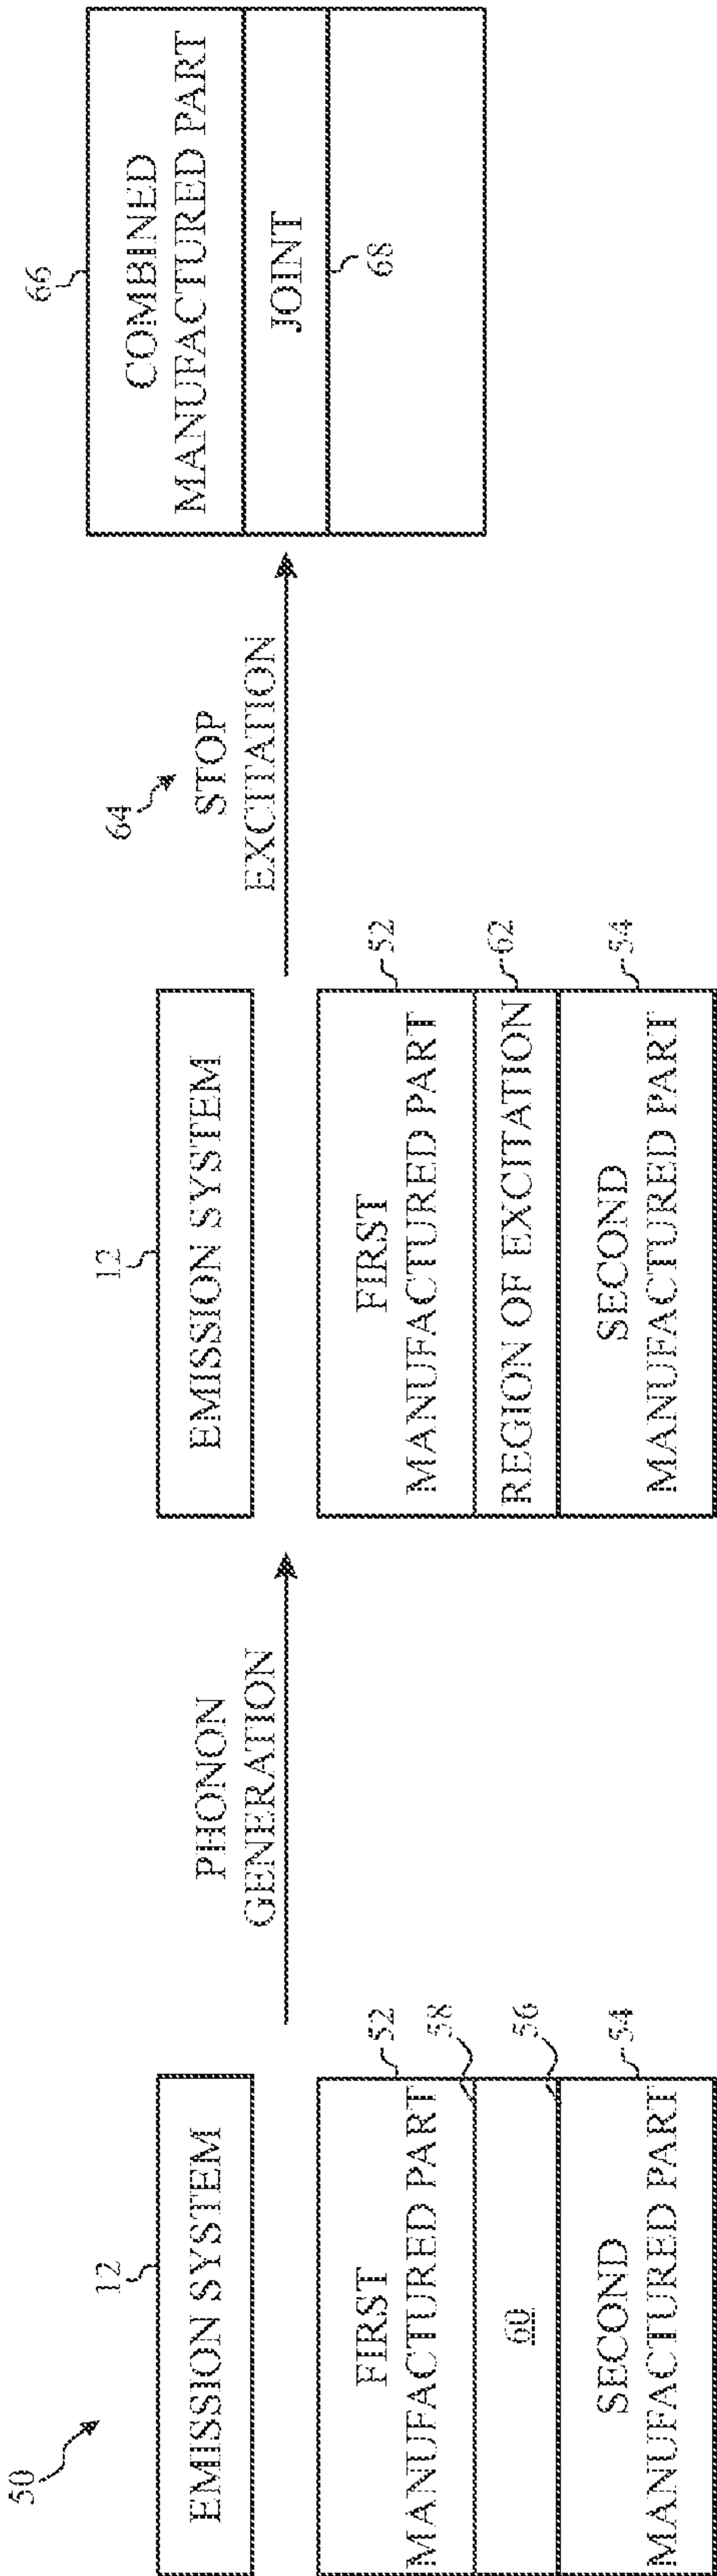 50
12
EMISSION SYSTEM
FIRST
MANUFACTURED PART
60
SECOND
MANUFACTURED PART
52
58
56
54
PHONON
GENERATION
12
EMISSION SYSTEM
FIRST
MANUFACTURED PART
REGION OF EXCITATION
SECOND
MANUFACTURED PART
52
62
54
64
STOP
EXCITATION
66
COMBINED
MANUFACTURED PART
JOINT
68